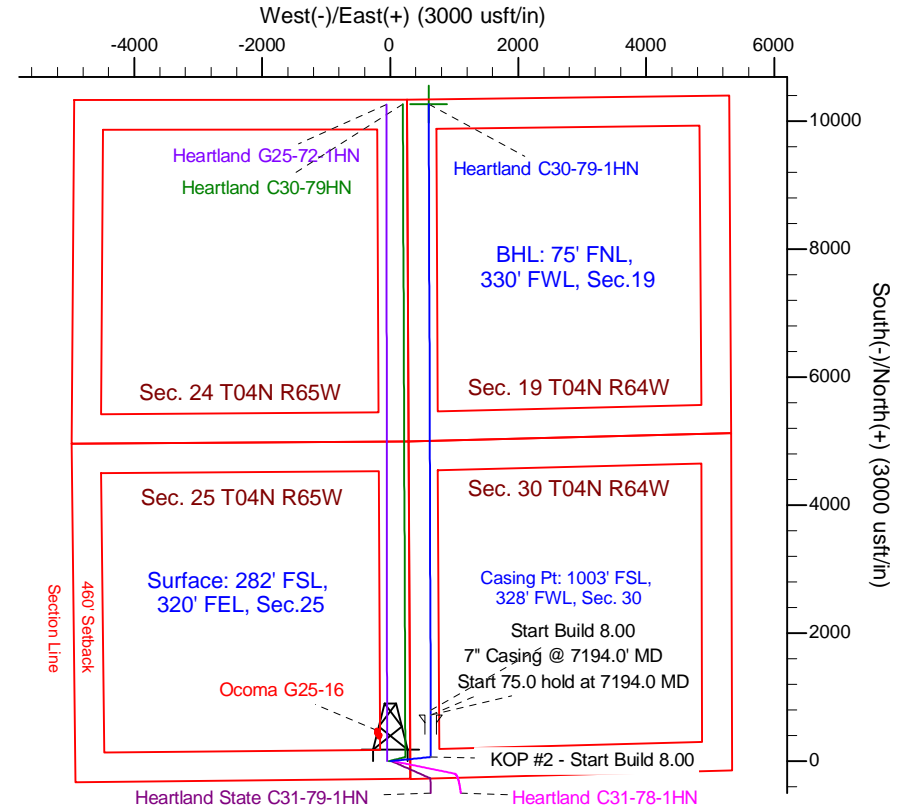 West(-)/East(+) (3000 usft/in)
-4000 -2000 0 2000 4000 6000
10000
8000
6000
4000
2000
0
South(-)/North(+) (3000 usft/in)
Heartland G25-72-1HN
Heartland C30-79HN
Heartland C30-79-1HN
BHL: 75' FNL,
330' FWL, Sec.19
Sec. 24 T04N R65W
Sec. 19 T04N R64W
Sec. 25 T04N R65W
Sec. 30 T04N R64W
Section Line
460' Setback
Surface: 282' FSL,
320' FEL, Sec.25
Casing Pt: 1003' FSL,
328' FWL, Sec. 30
Start Build 8.00
7" Casing @ 7194.0' MD
Start 75.0 hold at 7194.0 MD
Ocoma G25-16
KOP #2 - Start Build 8.00
Heartland State C31-79-1HN
Heartland C31-78-1HN